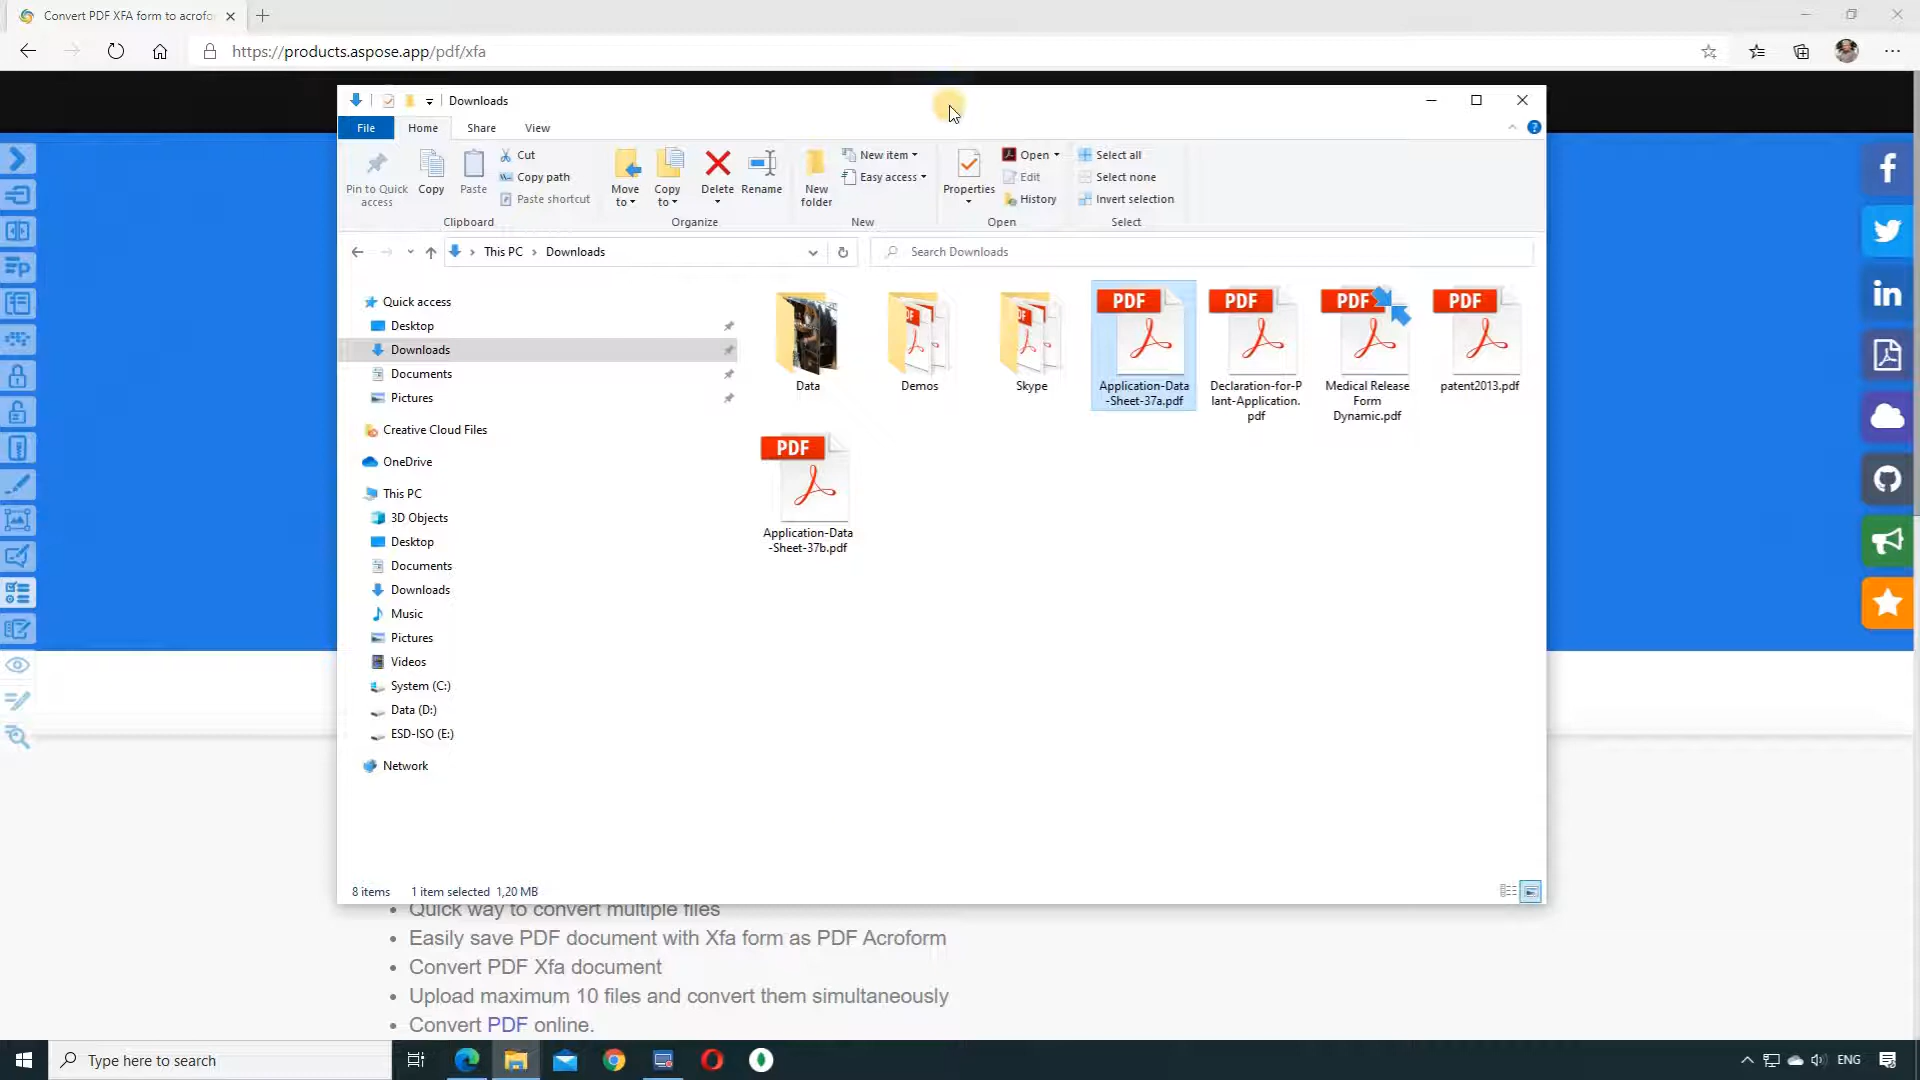 Convert PDF XFA form to acrofo
https://products.aspose.app/pdf/xfa
Downloads
File
Home
Share
View
Pin to Quick
access
Copy
Paste
Cut
Copy path
Paste shortcut
Clipboard
Move
to
Copy
to
Delete
Rename
Organize
New
folder
New item
Easy access
New
Properties
Open
Edit
History
Open
Select all
Select none
Invert selection
Select
This PC
Downloads
Search Downloads
Quick access
Desktop
Downloads
Documents
Pictures
Creative Cloud Files
OneDrive
This PC
3D Objects
Desktop
Documents
Downloads
Music
Pictures
Videos
System (C:)
Data (D:)
ESD-ISO (E:)
Network
Data
Demos
Skype
PDF
Application-Data
-Sheet-37a.pdf
PDF
Declaration-for-P
lant-Application.
pdf
PDF
Medical Release
Form
Dynamic.pdf
PDF
patent2013.pdf
PDF
Application-Data
-Sheet-37b.pdf
8 items
1 item selected 1,20 MB
Quick way to convert multiple files
Easily save PDF document with Xfa form as PDF Acroform
Convert PDF Xfa document
Upload maximum 10 files and convert them simultaneously
Convert PDF online.
Type here to search
ENG